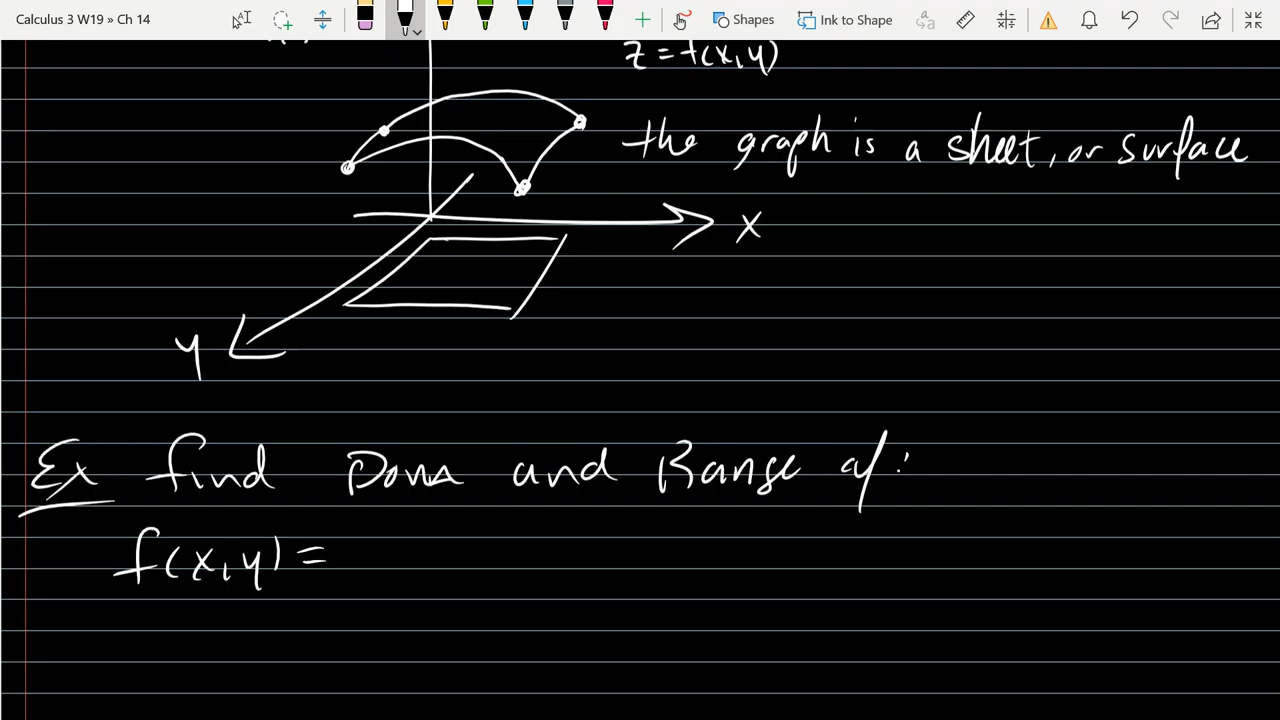 Calculus 3 W19 » Ch 14
Shapes
Ink to Shape
z = f(x,y)
the graph is a sheet, or surface
x
y
Ex find Doma and Range of:
f(x,y) =